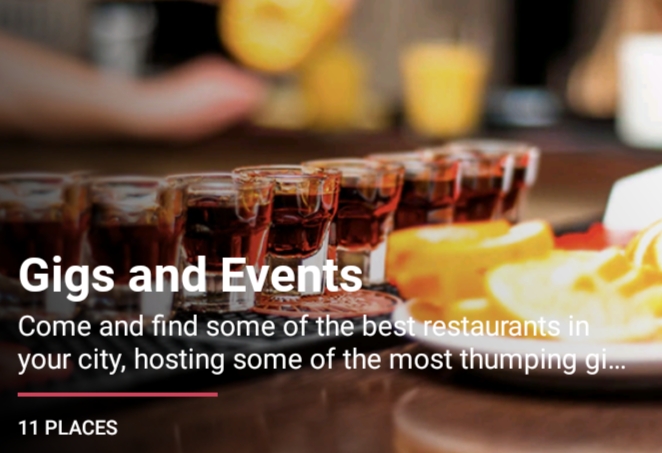 Gigs and Events
Come and find some of the best restaurants in
your city, hosting some of the most thumping gi...
11 PLACES